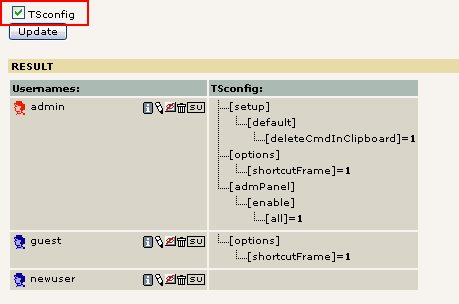 TSconfig
Update
RESULT
Usernames: TSconfig:
admin SU [setup]
[default]
[deleteCmdInClipboard]=1
[options]
[shortcutFrame]=1
[admPanel]
[enable]
[all]=1
guest SU [options]
[shortcutFrame]=1
newuser SU